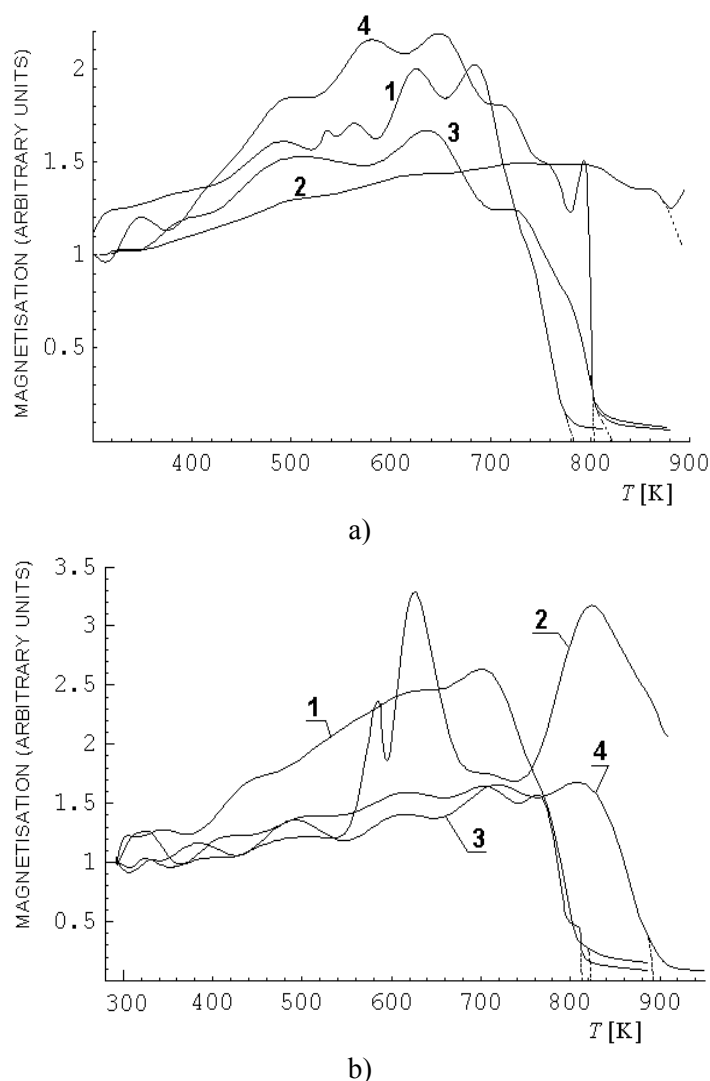 MAGNETISATION (ARBITRARY UNITS)
2
1.5
1
0.5
4
1
3
2
400 500 600 700 800 900
T [K]
a)
MAGNETISATION (ARBITRARY UNITS)
3.5
3
2.5
2
1.5
1
0.5
1
2
4
3
300 400 500 600 700 800 900
T [K]
b)